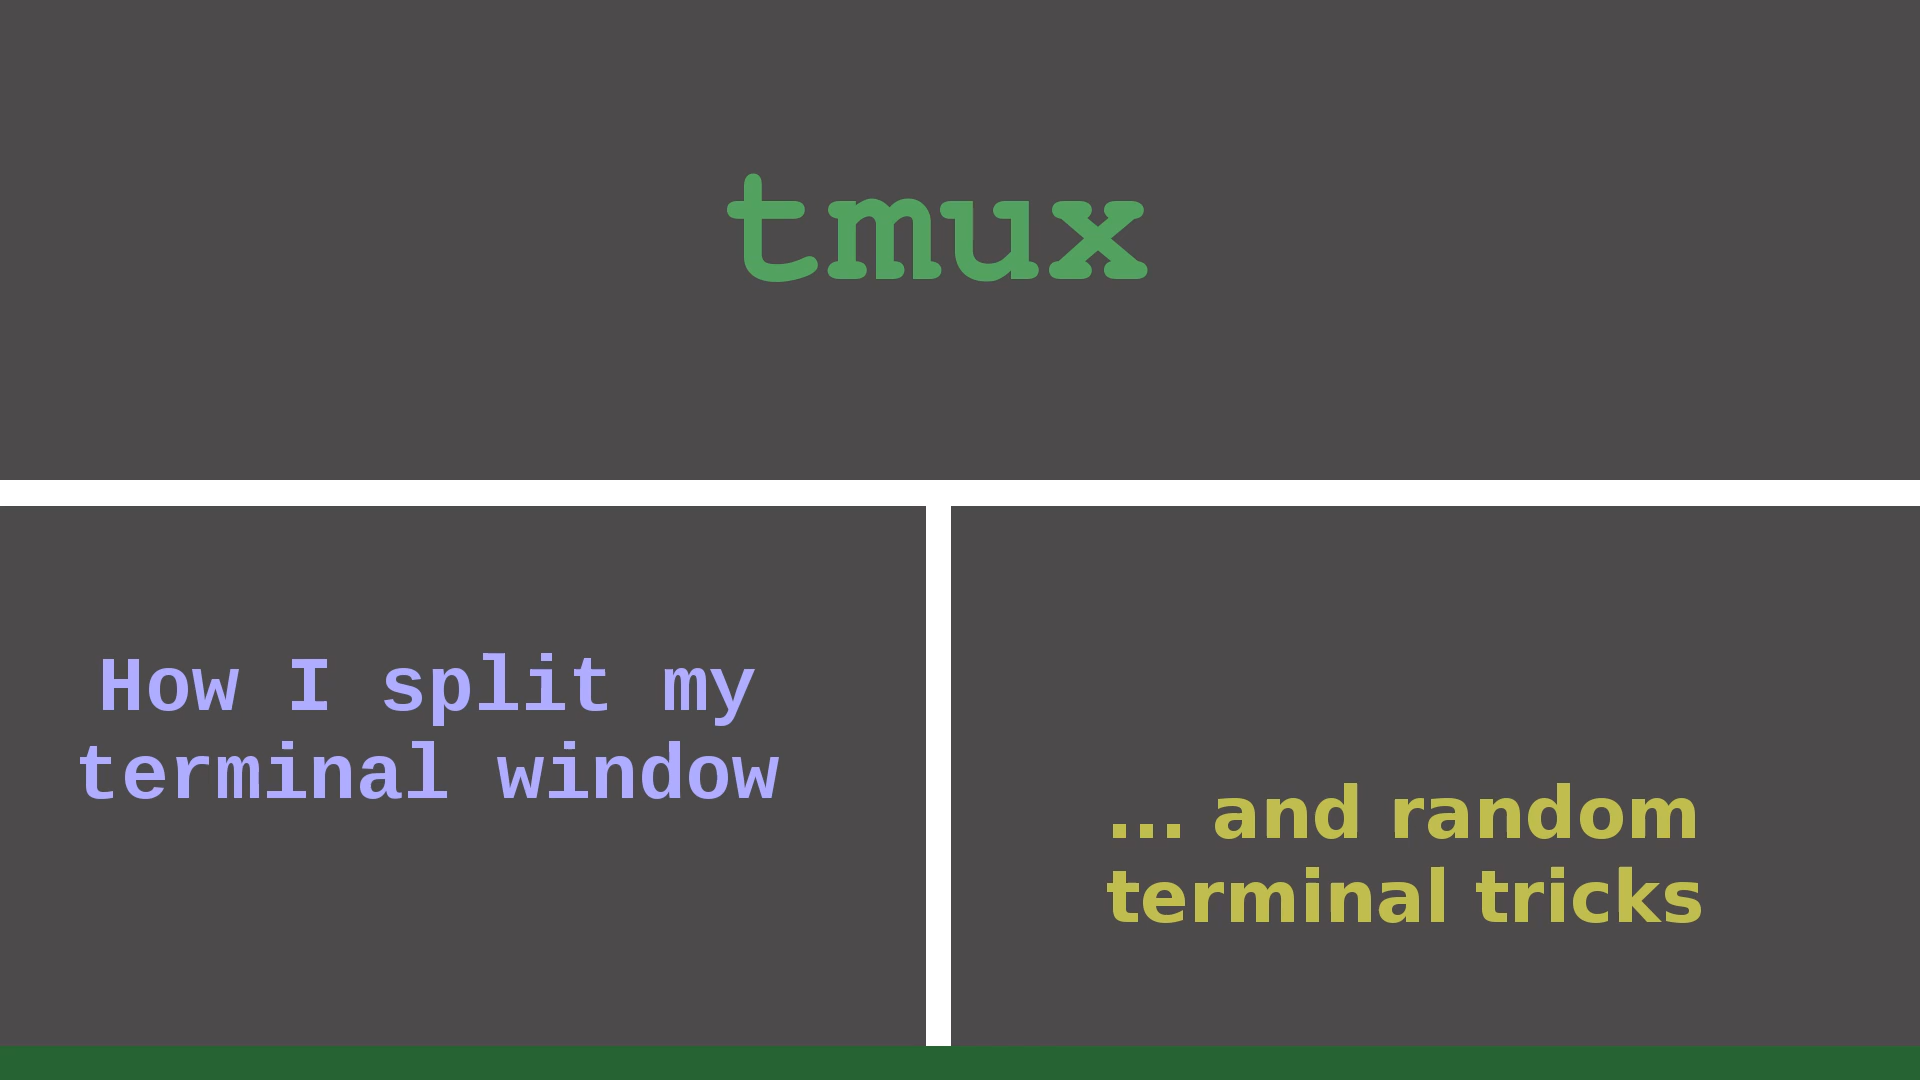 tmux
How I split my
terminal window
... and random
terminal tricks